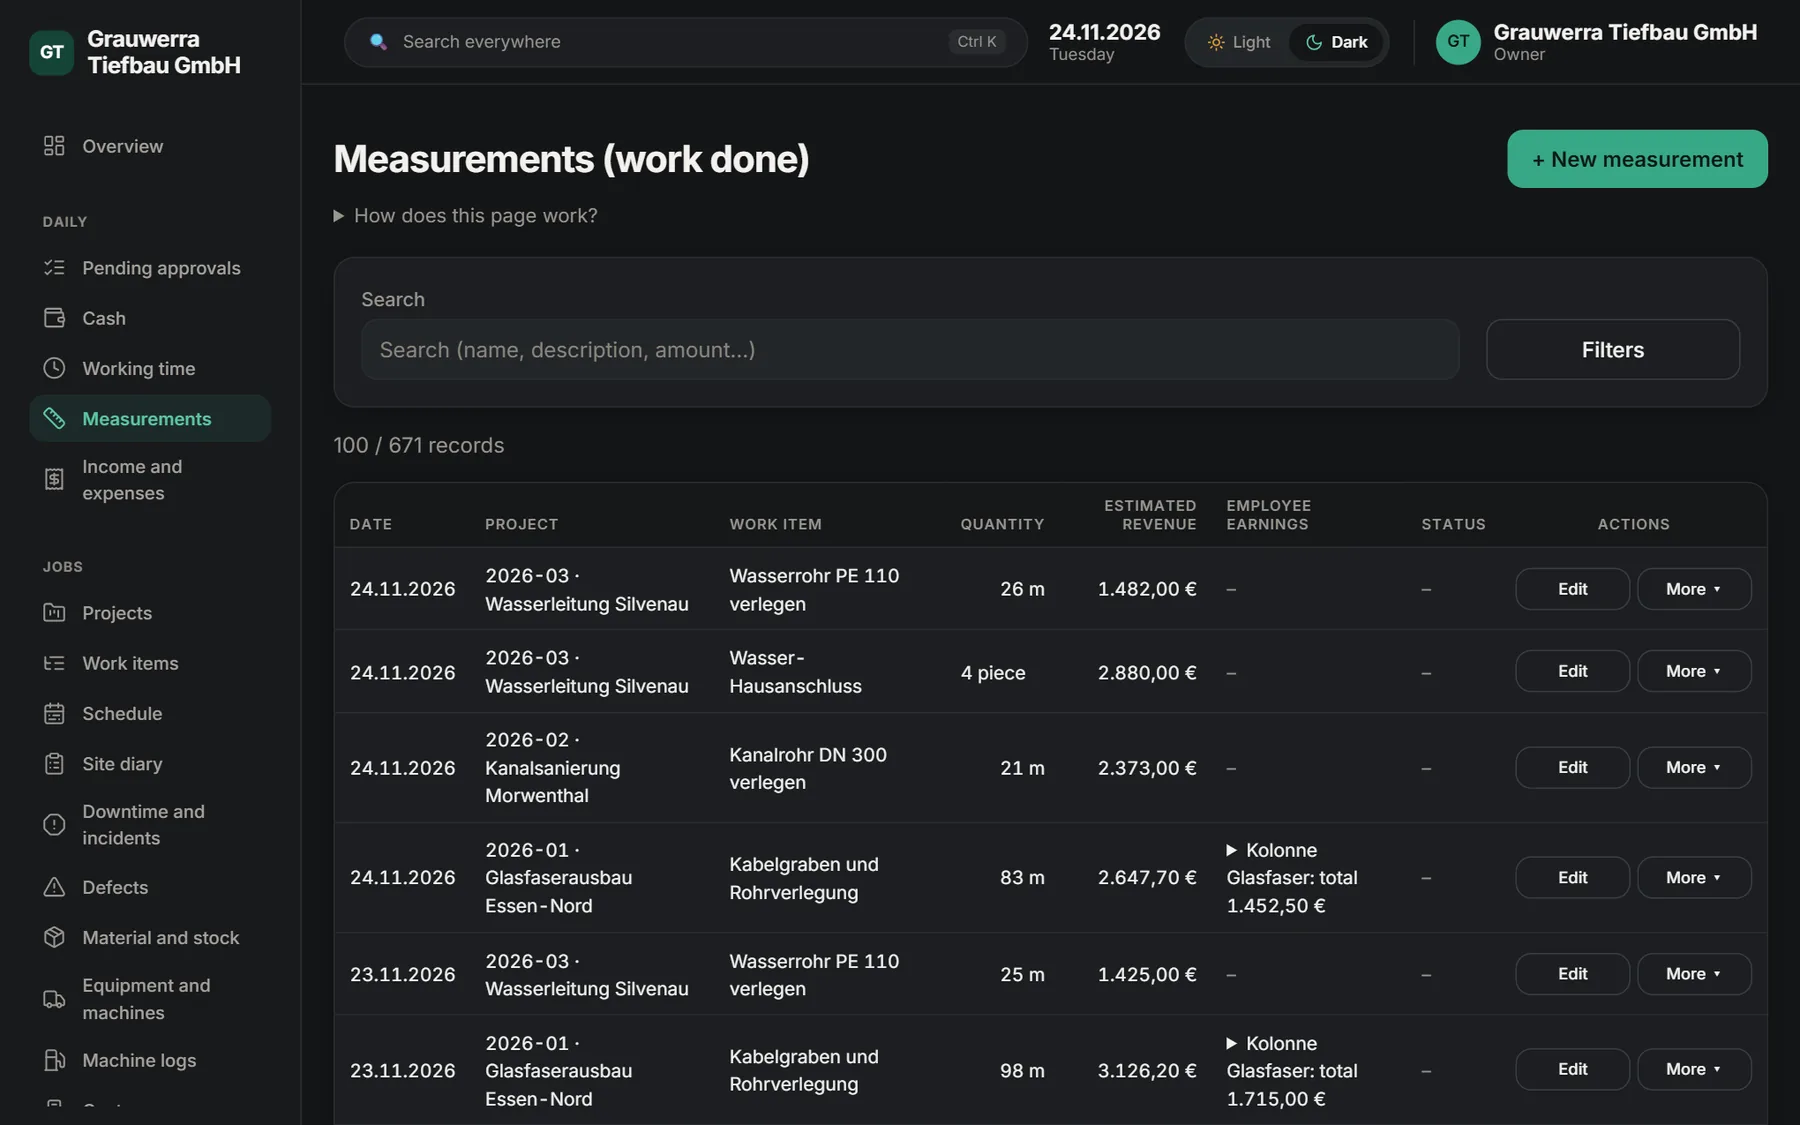 GT
Grauwerra
Tiefbau GmbH
Overview
DAILY
Pending approvals
Cash
Working time
Measurements
Income and
expenses
JOBS
Projects
Work items
Schedule
Site diary
Downtime and
incidents
Defects
Material and stock
Equipment and
machines
Machine logs
Search everywhere
Ctrl K
24.11.2026
Tuesday
Light
Dark
GT
Grauwerra Tiefbau GmbH
Owner
Measurements (work done)
+ New measurement
▶ How does this page work?
Search
Search (name, description, amount...)
Filters
100 / 671 records
DATE PROJECT WORK ITEM QUANTITY ESTIMATED REVENUE EMPLOYEE EARNINGS STATUS ACTIONS
24.11.2026 2026-03 · Wasserleitung Silvenau Wasserrohr PE 110 verlegen 26 m 1.482,00 € – – Edit More ▾
24.11.2026 2026-03 · Wasserleitung Silvenau Wasser-Hausanschluss 4 piece 2.880,00 € – – Edit More ▾
24.11.2026 2026-02 · Kanalsanierung Morwenthal Kanalrohr DN 300 verlegen 21 m 2.373,00 € – – Edit More ▾
24.11.2026 2026-01 · Glasfaserausbau Essen-Nord Kabelgraben und Rohrverlegung 83 m 2.647,70 € ▶ Kolonne Glasfaser: total 1.452,50 € – Edit More ▾
23.11.2026 2026-03 · Wasserleitung Silvenau Wasserrohr PE 110 verlegen 25 m 1.425,00 € – – Edit More ▾
23.11.2026 2026-01 · Glasfaserausbau Essen-Nord Kabelgraben und Rohrverlegung 98 m 3.126,20 € ▶ Kolonne Glasfaser: total 1.715,00 € – Edit More ▾